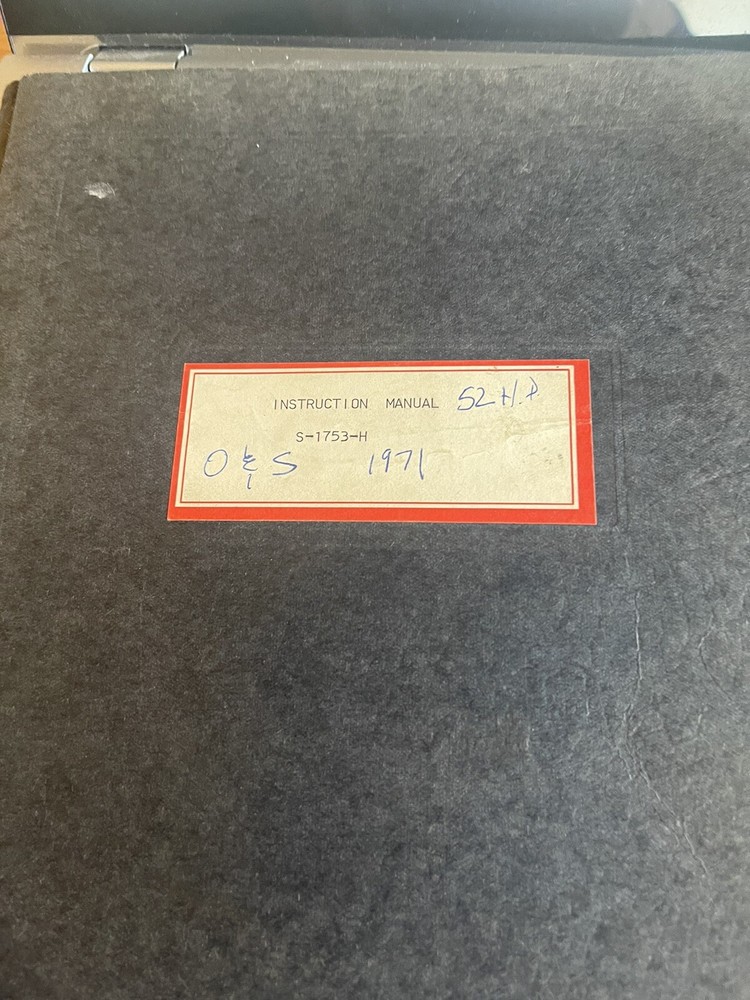 INSTRUCTION MANUAL 52 H.P
S-1753-H
O & S 1971